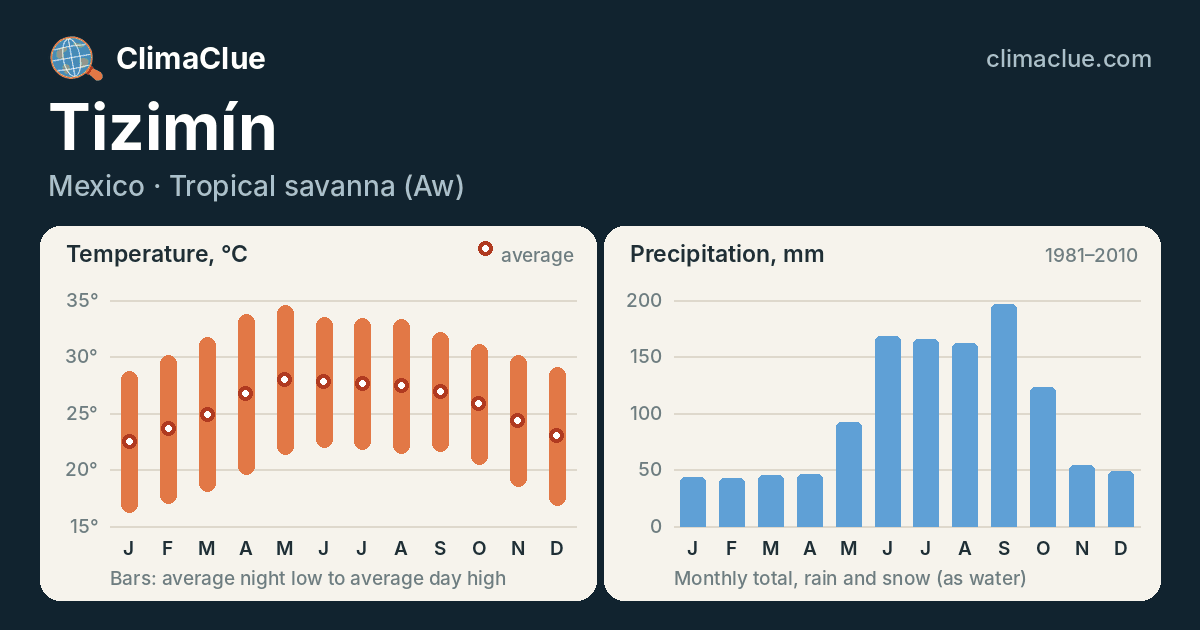 ClimaClue
climaclue.com
Tizimín
Mexico · Tropical savanna (Aw)
Temperature, °C
average
35°
30°
25°
20°
15°
J F M A M J J A S O N D
Bars: average night low to average day high
Precipitation, mm
1981–2010
200
150
100
50
0
J F M A M J J A S O N D
Monthly total, rain and snow (as water)